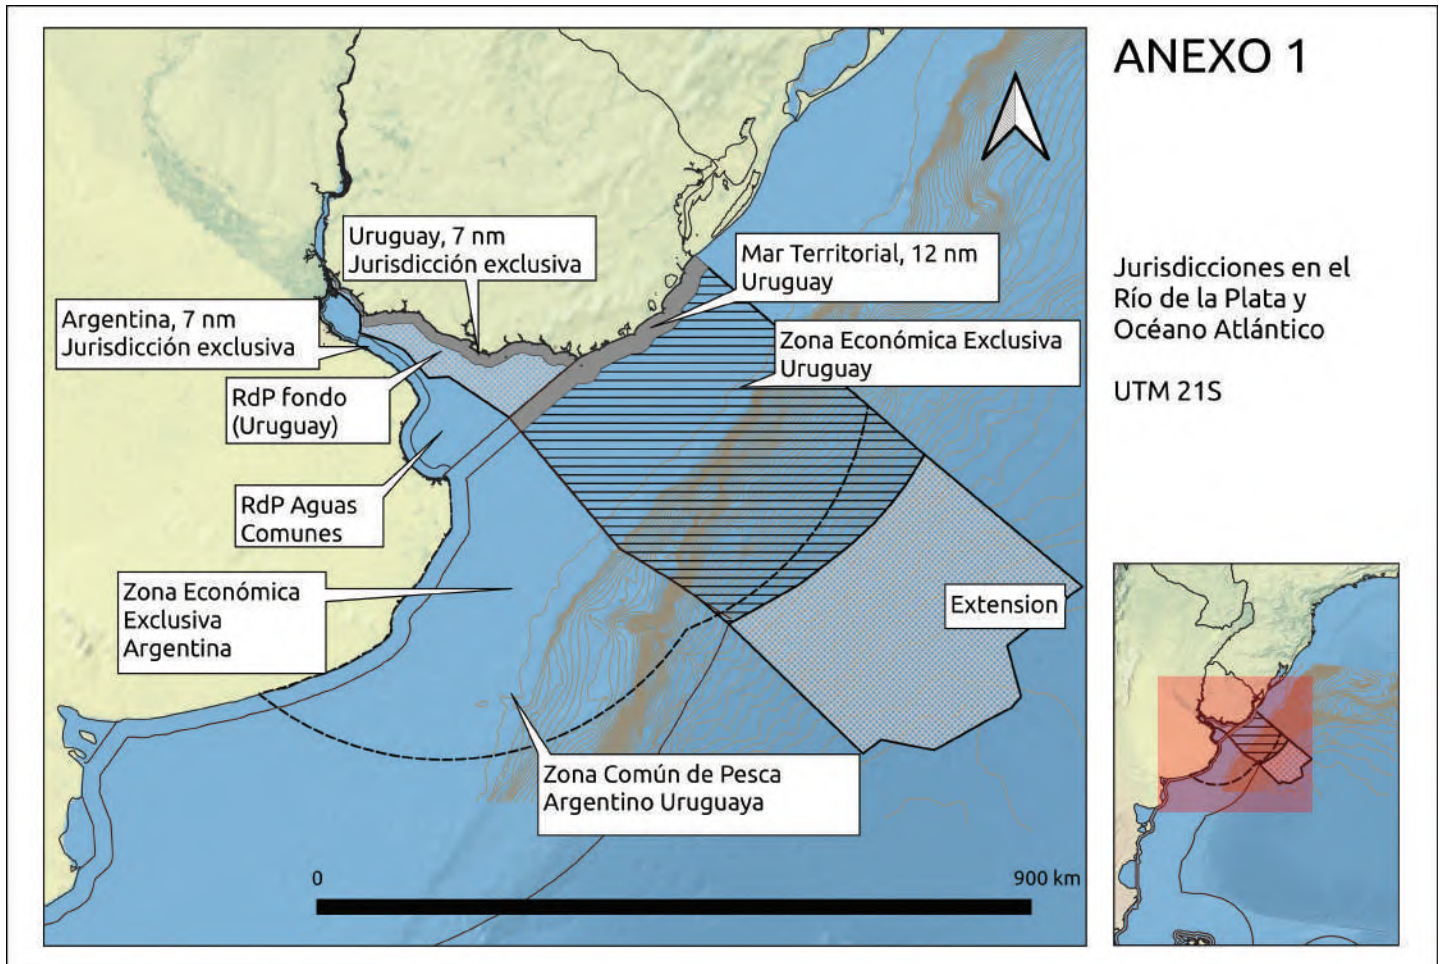 ANEXO 1
Uruguay, 7 nm
Jurisdicción exclusiva
Mar Territorial, 12 nm
Uruguay
Argentina, 7 nm
Jurisdicción exclusiva
Zona Económica Exclusiva
Uruguay
RdP fondo
(Uruguay)
RdP Aguas
Comunes
Zona Económica
Exclusiva
Argentina
Extension
Zona Común de Pesca
Argentino Uruguaya
0
900 km
Jurisdicciones en el
Río de la Plata y
Océano Atlántico
UTM 21S